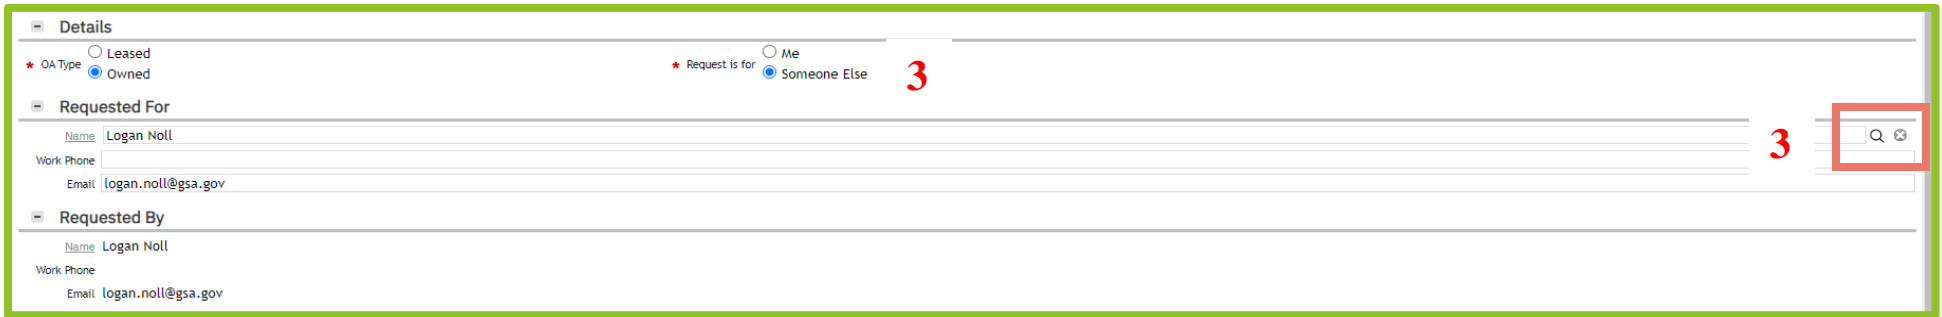 Details
* OA Type Leased
Owned
* Request is for Me
Someone Else
3
Requested For
Name Logan Noll
3
Work Phone
Email logan.noll@gsa.gov
Requested By
Name Logan Noll
Work Phone
Email logan.noll@gsa.gov